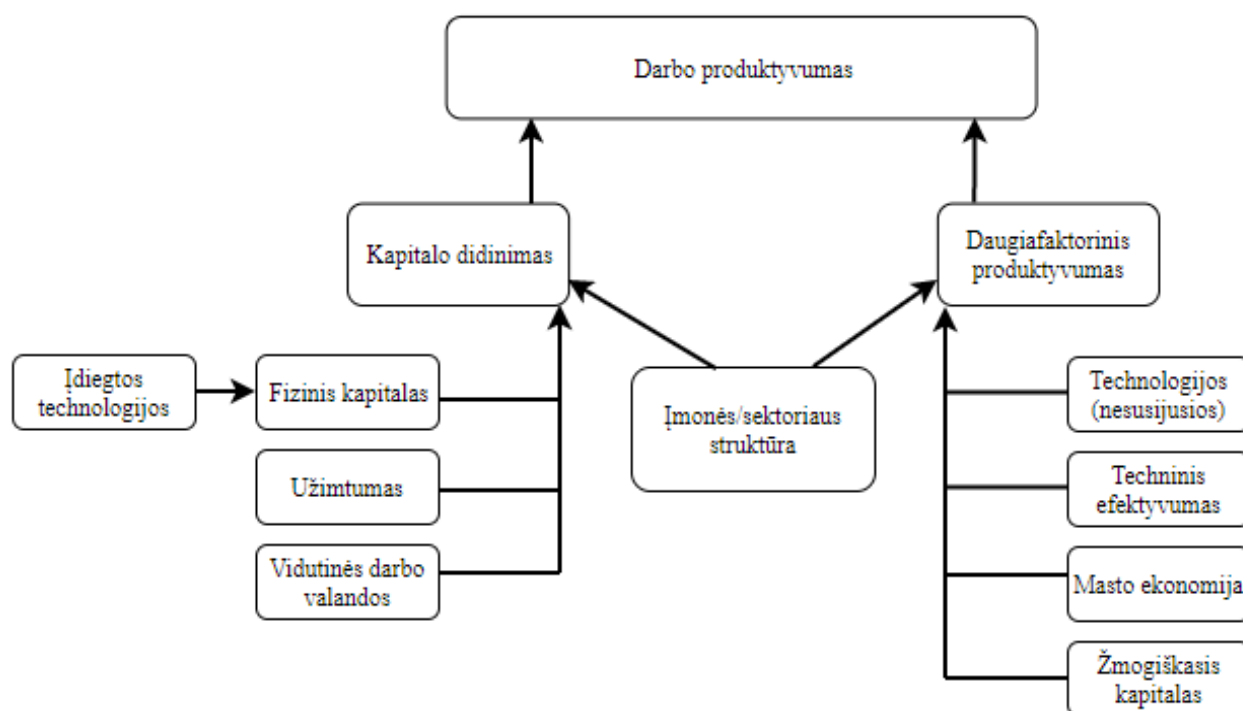 Darbo produktyvumas
Kapitalo didinimas
Daugiafaktorinis
produktyvumas
Įdiegtos
technologijos
Fizinis kapitalas
Įmonės/sektoriaus
struktūra
Technologijos
(nesusijusios)
Užimtumas
Techninis
efektyvumas
Vidutinės darbo
valandos
Masto ekonomija
Žmogiškasis
kapitalas